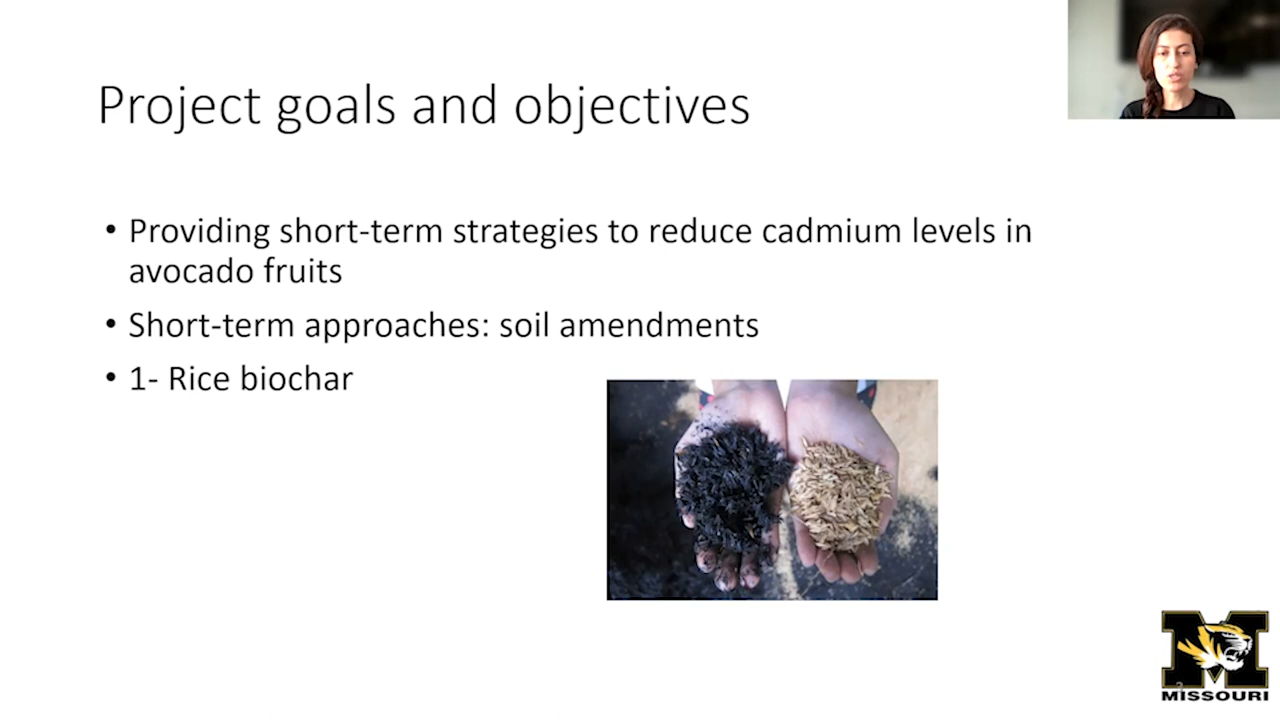 Project goals and objectives
• Providing short-term strategies to reduce cadmium levels in
avocado fruits
• Short-term approaches: soil amendments
• 1- Rice biochar
M
MISSOURI